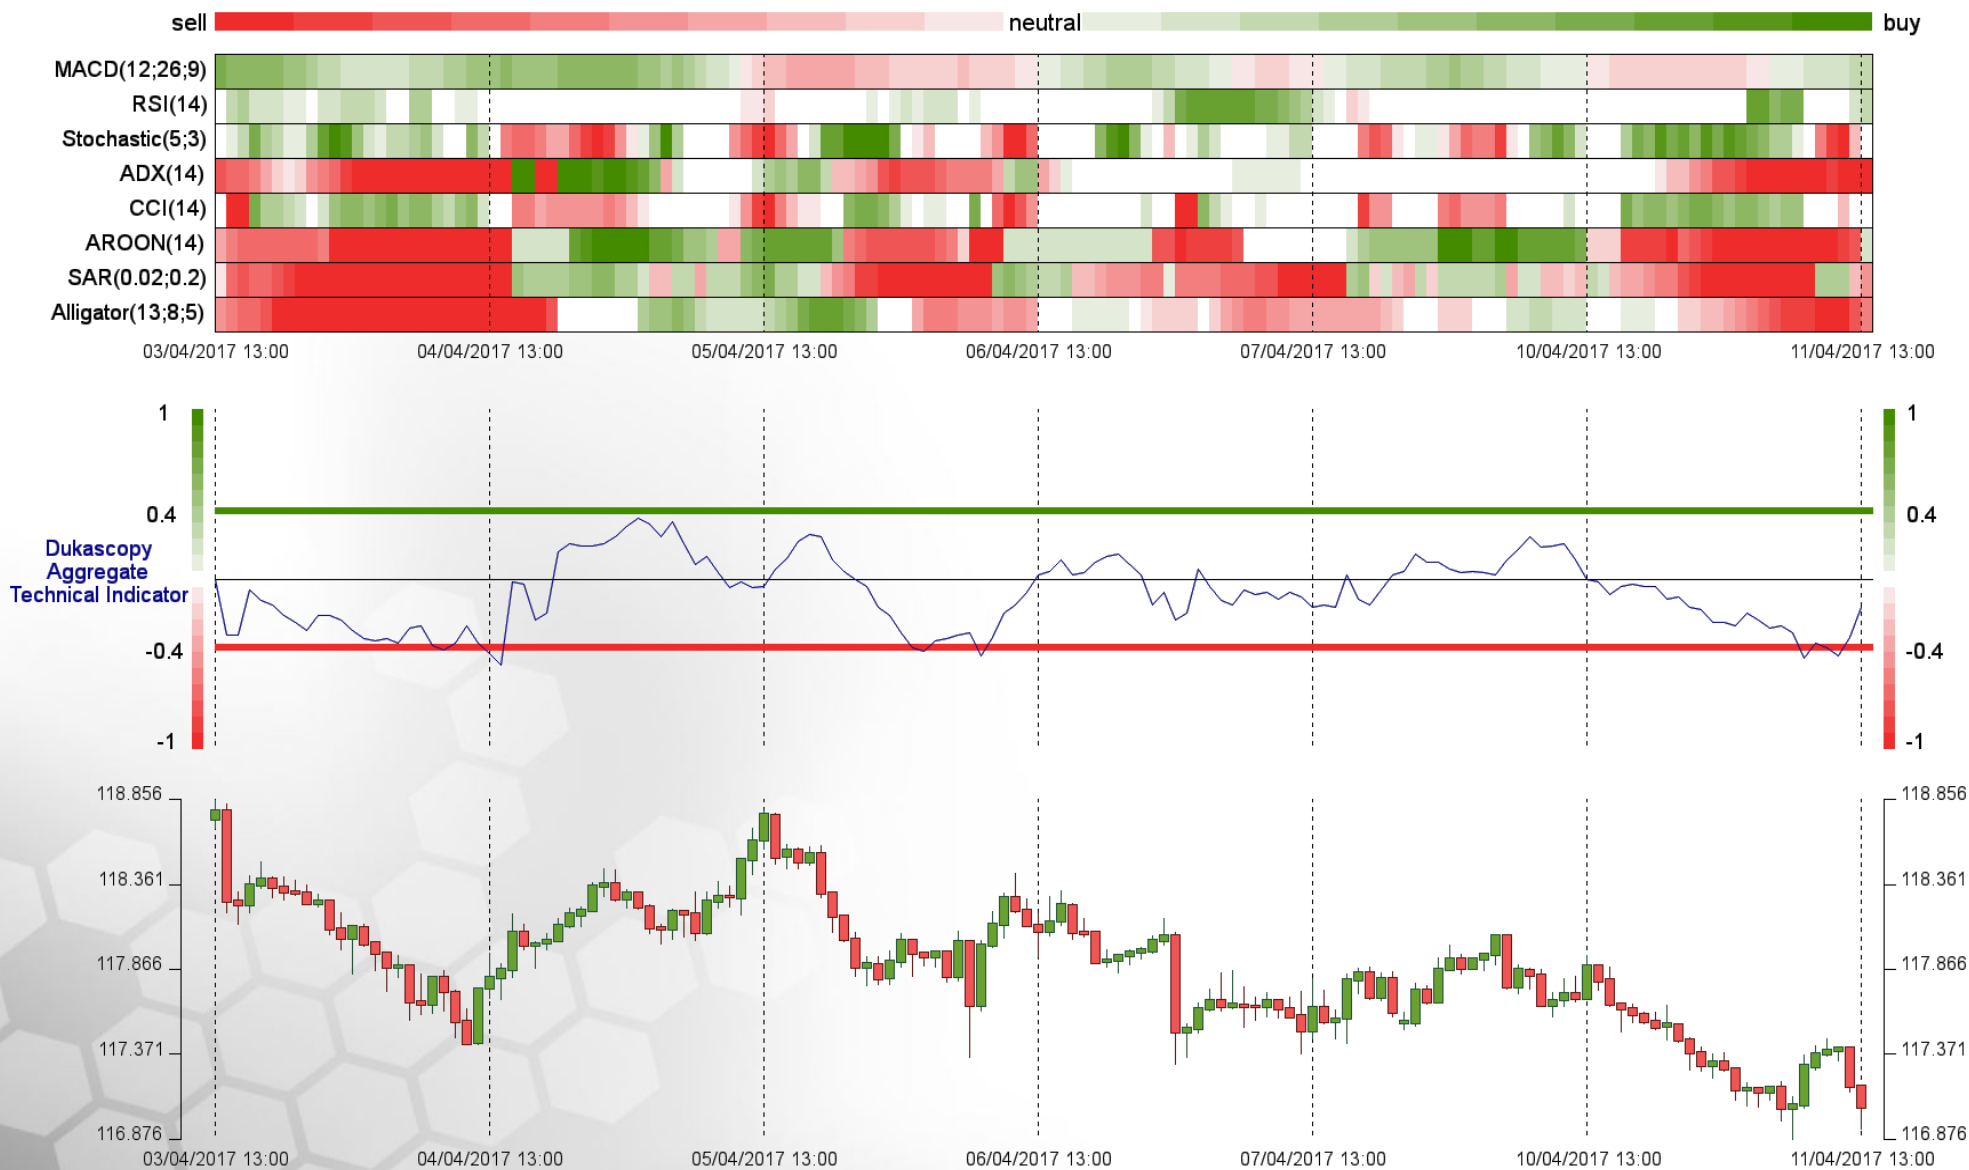 sell neutral buy
MACD(12;26;9)
RSI(14)
Stochastic(5;3)
ADX(14)
CCI(14)
AROON(14)
SAR(0.02;0.2)
Alligator(13;8;5)
03/04/2017 13:00 04/04/2017 13:00 05/04/2017 13:00 06/04/2017 13:00 07/04/2017 13:00 10/04/2017 13:00 11/04/2017 13:00
1 1
0.4 0.4
Dukascopy
Aggregate
Technical Indicator
-0.4 -0.4
-1 -1
118.856 118.856
118.361 118.361
117.866 117.866
117.371 117.371
116.876 116.876
03/04/2017 13:00 04/04/2017 13:00 05/04/2017 13:00 06/04/2017 13:00 07/04/2017 13:00 10/04/2017 13:00 11/04/2017 13:00